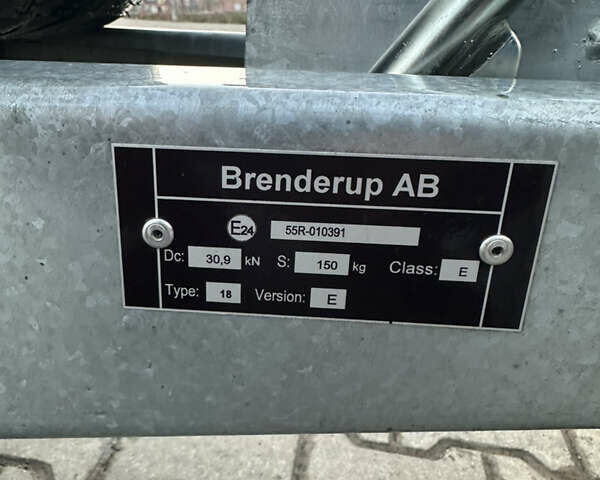 Brenderup AB
E24 55R-010391
Dc: 30,9 kN S: 150 kg Class: E
Type: 18 Version: E